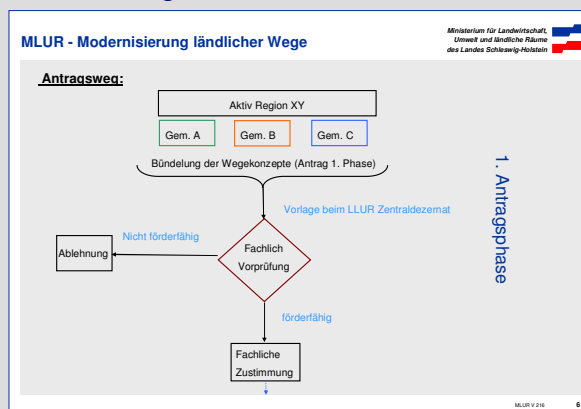 MLUR - Modernisierung ländlicher Wege
Ministerium für Landwirtschaft,
Umwelt und ländliche Räume
des Landes Schleswig-Holstein
Antragsweg:
Aktiv Region XY
Gem. A
Gem. B
Gem. C
Bündelung der Wegekonzepte (Antrag 1. Phase)
1. Antragsphase
Vorlage beim LLUR Zentraldezernat
Nicht förderfähig
Ablehnung
Fachlich
Vorprüfung
förderfähig
Fachliche
Zustimmung
MLUR V 216
6